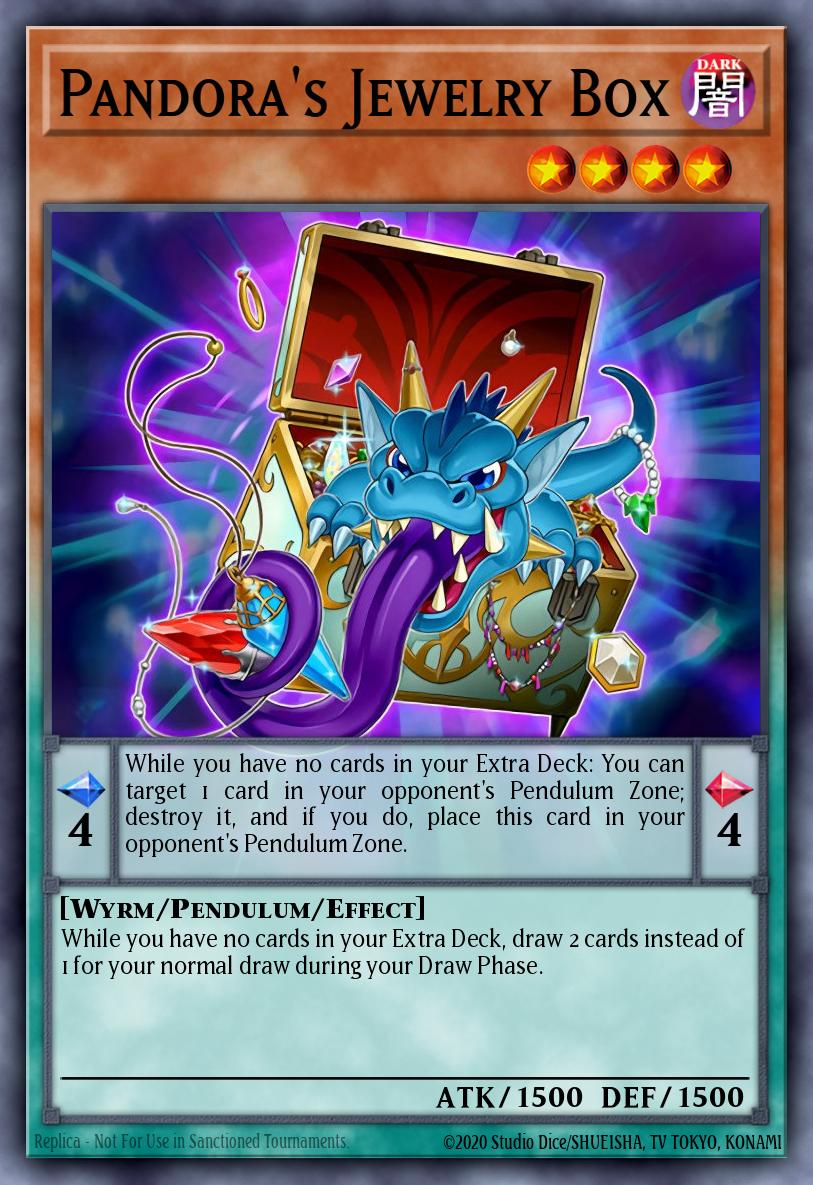 Pandora's Jewelry Box
DARK
闇
While you have no cards in your Extra Deck: You can
target 1 card in your opponent's Pendulum Zone;
destroy it, and if you do, place this card in your
opponent's Pendulum Zone.
4
4
[Wyrm/Pendulum/Effect]
While you have no cards in your Extra Deck, draw 2 cards instead of
1 for your normal draw during your Draw Phase.
ATK/1500 DEF/1500
Replica - Not For Use in Sanctioned Tournaments.
©2020 Studio Dice/SHUEISHA, TV TOKYO, KONAMI